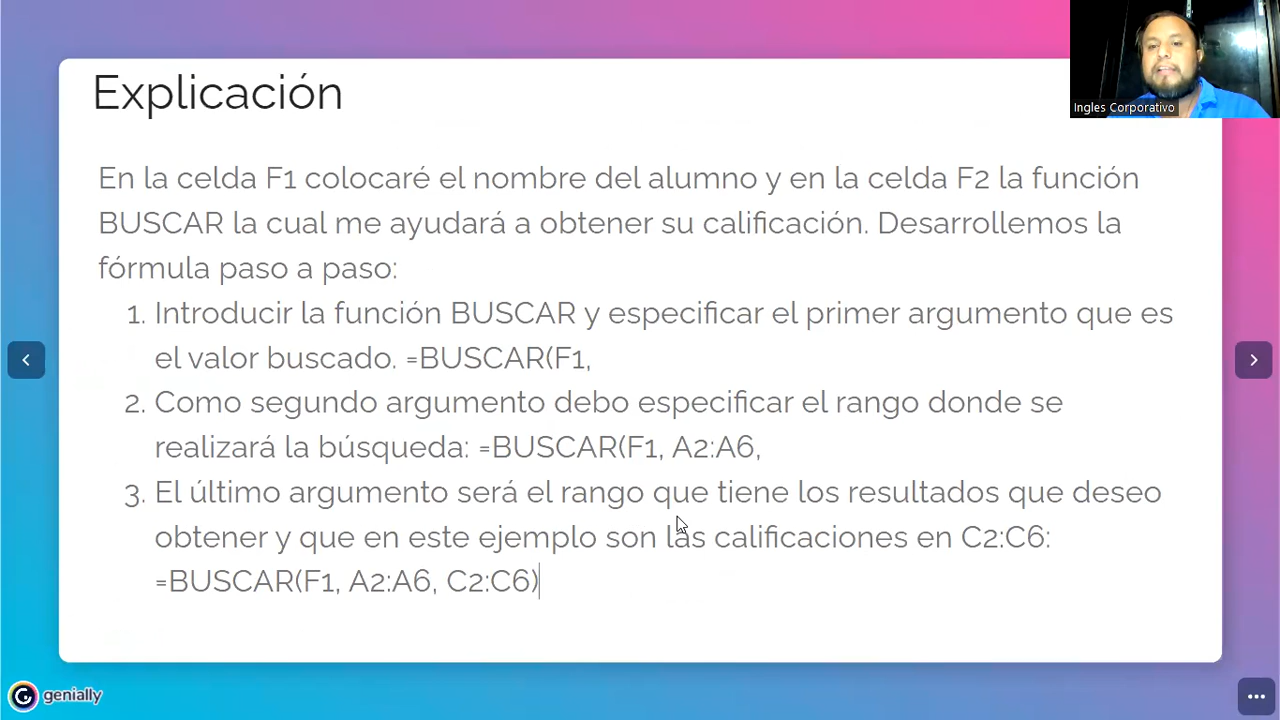 Explicación
Ingles Corporativo
En la celda F1 colocaré el nombre del alumno y en la celda F2 la función
BUSCAR la cual me ayudará a obtener su calificación. Desarrollemos la
fórmula paso a paso:
1. Introducir la función BUSCAR y especificar el primer argumento que es
el valor buscado. =BUSCAR(F1,
2. Como segundo argumento debo especificar el rango donde se
realizará la búsqueda: =BUSCAR(F1, A2:A6,
3. El último argumento será el rango que tiene los resultados que deseo
obtener y que en este ejemplo son las calificaciones en C2:C6:
=BUSCAR(F1, A2:A6, C2:C6)
genially